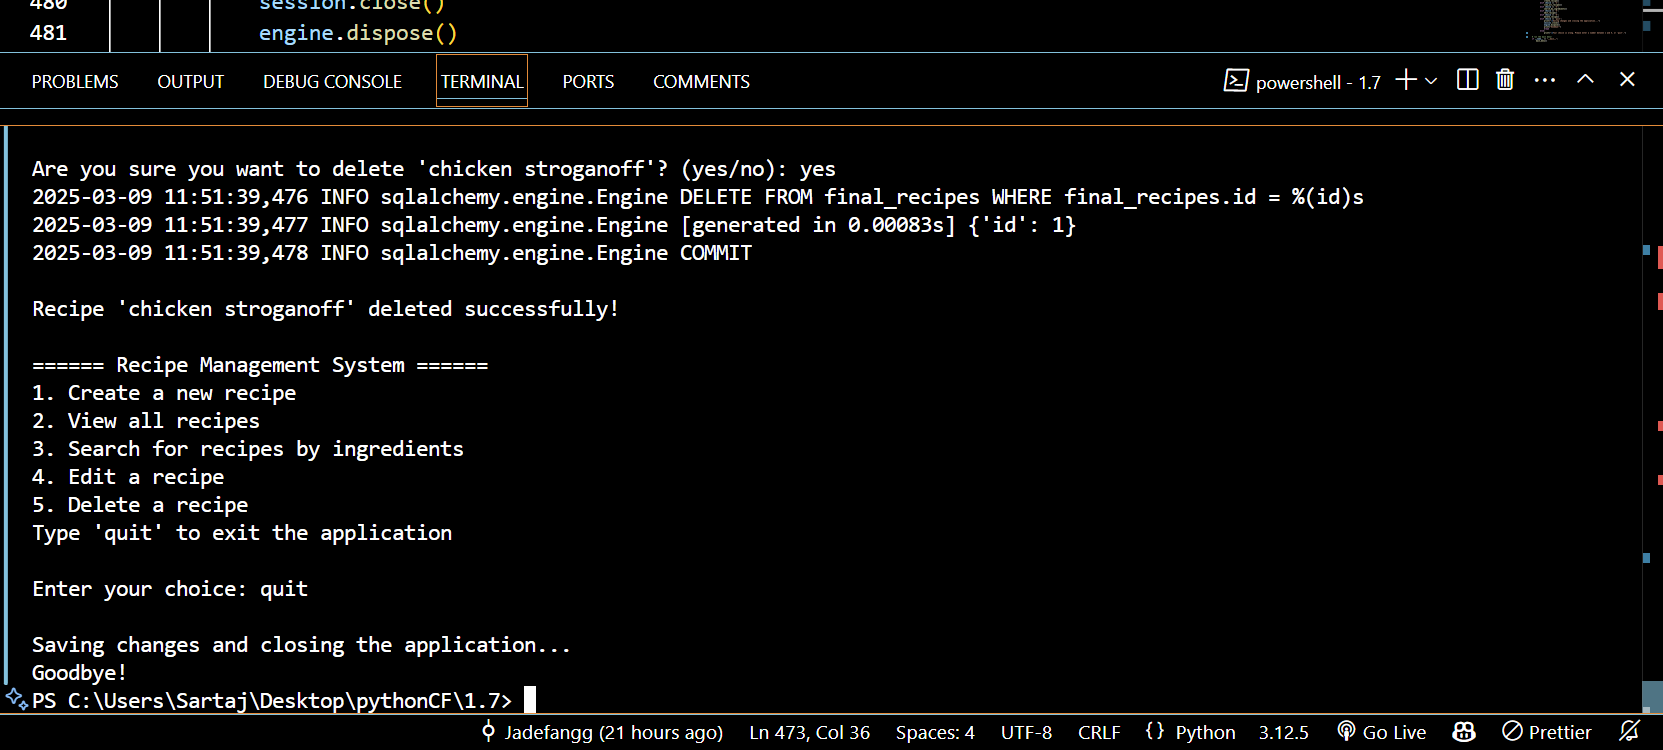 480 session.close()
481 engine.dispose()
PROBLEMS OUTPUT DEBUG CONSOLE TERMINAL PORTS COMMENTS powershell - 1.7
Are you sure you want to delete 'chicken stroganoff'? (yes/no): yes
2025-03-09 11:51:39,476 INFO sqlalchemy.engine.Engine DELETE FROM final_recipes WHERE final_recipes.id = %(id)s
2025-03-09 11:51:39,477 INFO sqlalchemy.engine.Engine [generated in 0.00083s] {'id': 1}
2025-03-09 11:51:39,478 INFO sqlalchemy.engine.Engine COMMIT
Recipe 'chicken stroganoff' deleted successfully!
====== Recipe Management System ======
1. Create a new recipe
2. View all recipes
3. Search for recipes by ingredients
4. Edit a recipe
5. Delete a recipe
Type 'quit' to exit the application
Enter your choice: quit
Saving changes and closing the application...
Goodbye!
PS C:\Users\Sartaj\Desktop\pythonCF\1.7>
Jadefangg (21 hours ago) Ln 473, Col 36 Spaces: 4 UTF-8 CRLF {} Python 3.12.5 Go Live Prettier